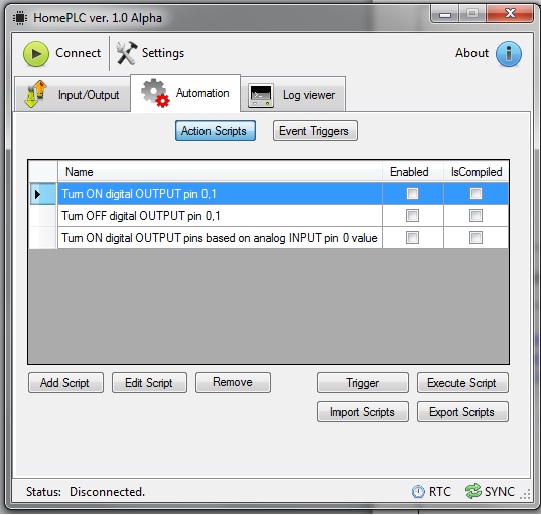 HomePLC ver. 1.0 Alpha
Connect Settings About
Input/Output Automation Log viewer
Action Scripts Event Triggers
Name Enabled IsCompiled
Turn ON digital OUTPUT pin 0,1
Turn OFF digital OUTPUT pin 0,1
Turn ON digital OUTPUT pins based on analog INPUT pin 0 value
Add Script Edit Script Remove Trigger Execute Script
Import Scripts Export Scripts
Status: Disconnected. RTC SYNC